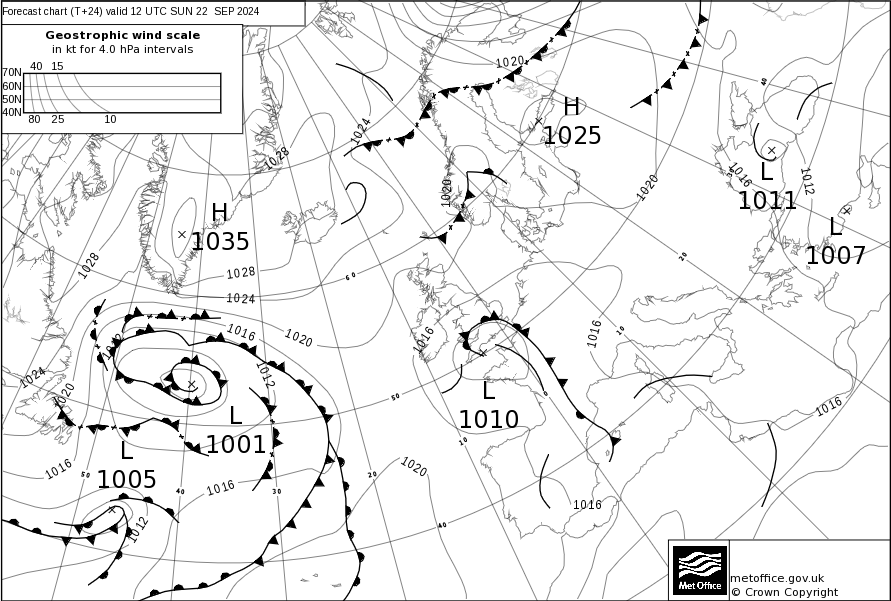 Forecast chart (T+24) valid 12 UTC SUN 22 SEP 2024
Geostrophic wind scale
in kt for 4.0 hPa intervals
40 15
70N
60N
50N
40N
80 25 10
1020
40
H
1025
1024
1028
1016
L
1011
1012
1020
1020
H
1035
L
1007
1028
1028
60
20
1024
1016
1020
1012
1016
1016
10
1024
1020
1012
50
0
L
1010
1016
L
1001
10
L
1005
1016
50
40
1016
30
20
1020
1016
1012
40
Met Office
metoffice.gov.uk
© Crown Copyright